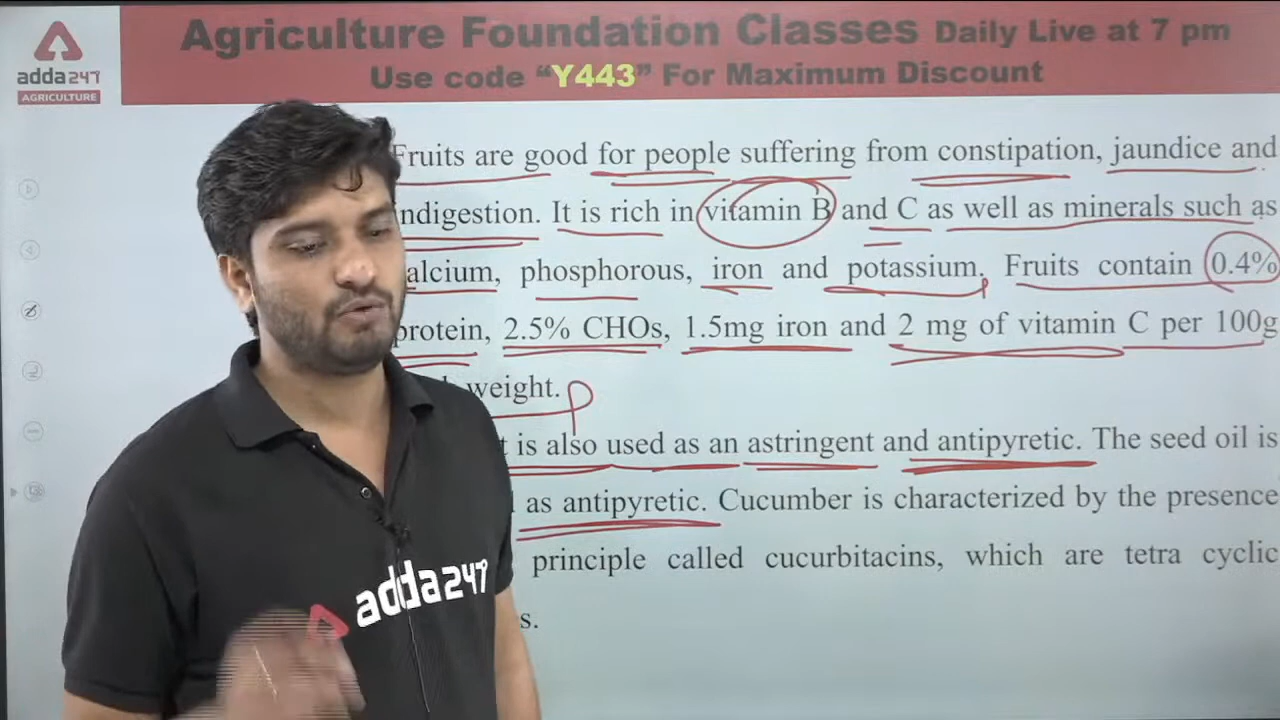 Agriculture Foundation Classes Daily Live at 7 pm
Use code “Y443” For Maximum Discount
adda247
AGRICULTURE
Fruits are good for people suffering from constipation, jaundice and
ndigestion. It is rich in vitamin B and C as well as minerals such as
alcium, phosphorous, iron and potassium. Fruits contain 0.4%
protein, 2.5% CHOs, 1.5mg iron and 2 mg of vitamin C per 100g
weight.
t is also used as an astringent and antipyretic. The seed oil is
as antipyretic. Cucumber is characterized by the presence
principle called cucurbitacins, which are tetra cyclic
s.
adda247